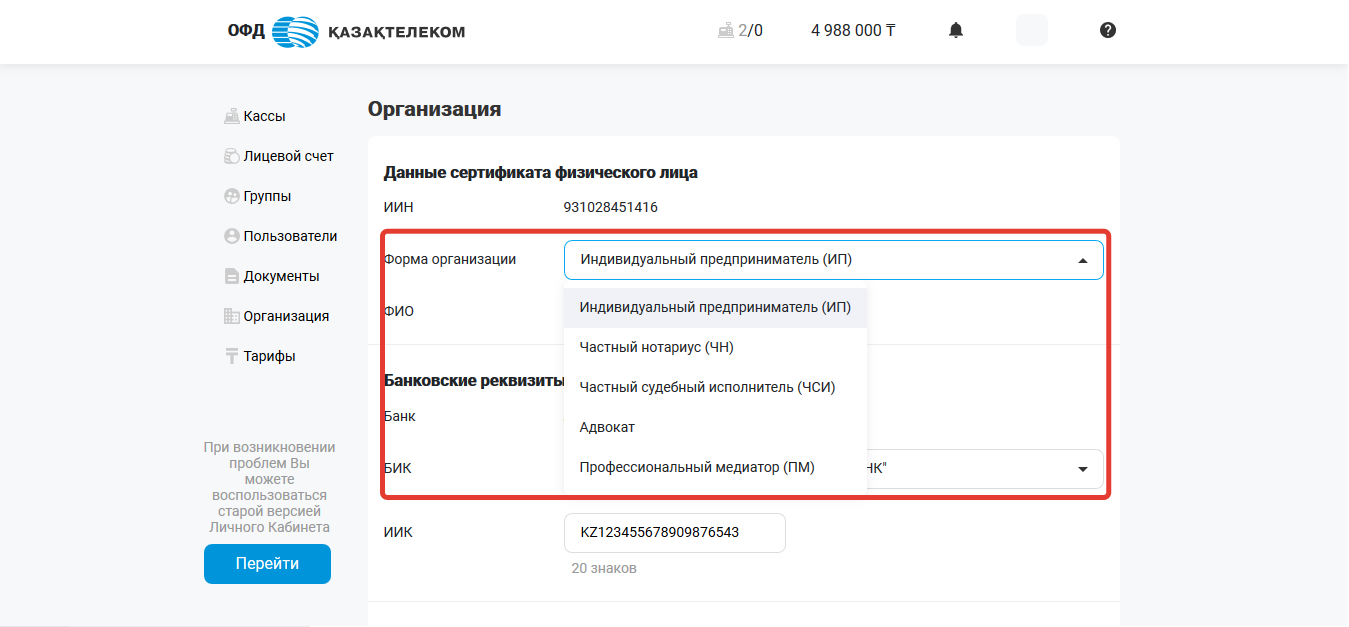 ОФД ҚАЗАҚТЕЛЕКОМ
2/0
4 988 000 ₸
Кассы
Лицевой счет
Группы
Пользователи
Документы
Организация
Тарифы
При возникновении
проблем Вы
можете
воспользоваться
старой версией
Личного Кабинета
Перейти
Организация
Данные сертификата физического лица
ИИН 931028451416
Форма организации Индивидуальный предприниматель (ИП)
Индивидуальный предприниматель (ИП)
ФИО
Частный нотариус (ЧН)
Банковские реквизиты
Частный судебный исполнитель (ЧСИ)
Банк
Адвокат
БИК
Профессиональный медиатор (ПМ)
НК"
ИИК KZ123455678909876543
20 знаков